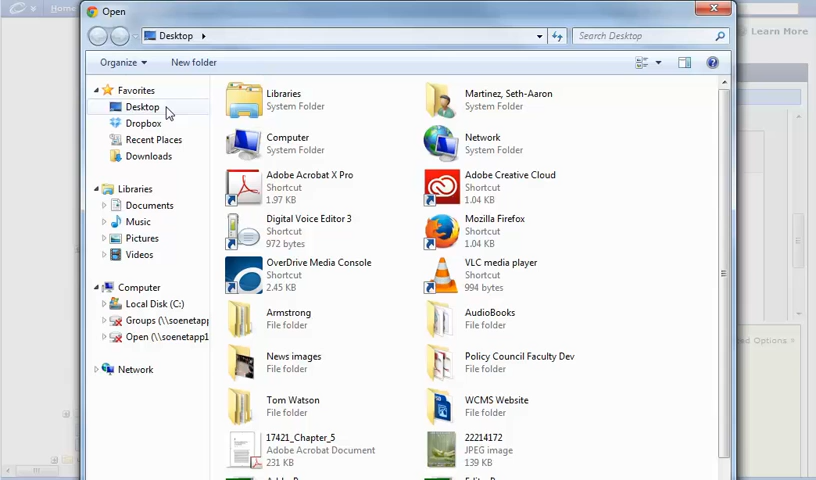 Home
Open
Learn More
Desktop
Search Desktop
Organize
New folder
Favorites
Desktop
Dropbox
Recent Places
Downloads
Libraries
Documents
Music
Pictures
Videos
Computer
Local Disk (C:)
Groups (\\soenetapp
Open (\\soenetapp1
Network
Libraries
System Folder
Martinez, Seth-Aaron
System Folder
Computer
System Folder
Network
System Folder
Adobe Acrobat X Pro
Shortcut
1.97 KB
Adobe Creative Cloud
Shortcut
1.04 KB
Digital Voice Editor 3
Shortcut
972 bytes
Mozilla Firefox
Shortcut
1.04 KB
OverDrive Media Console
Shortcut
2.45 KB
VLC media player
Shortcut
994 bytes
Armstrong
File folder
AudioBooks
File folder
News images
File folder
Policy Council Faculty Dev
File folder
Tom Watson
File folder
WCMS Website
File folder
17421_Chapter_5
Adobe Acrobat Document
231 KB
22214172
JPEG image
139 KB
ed Options